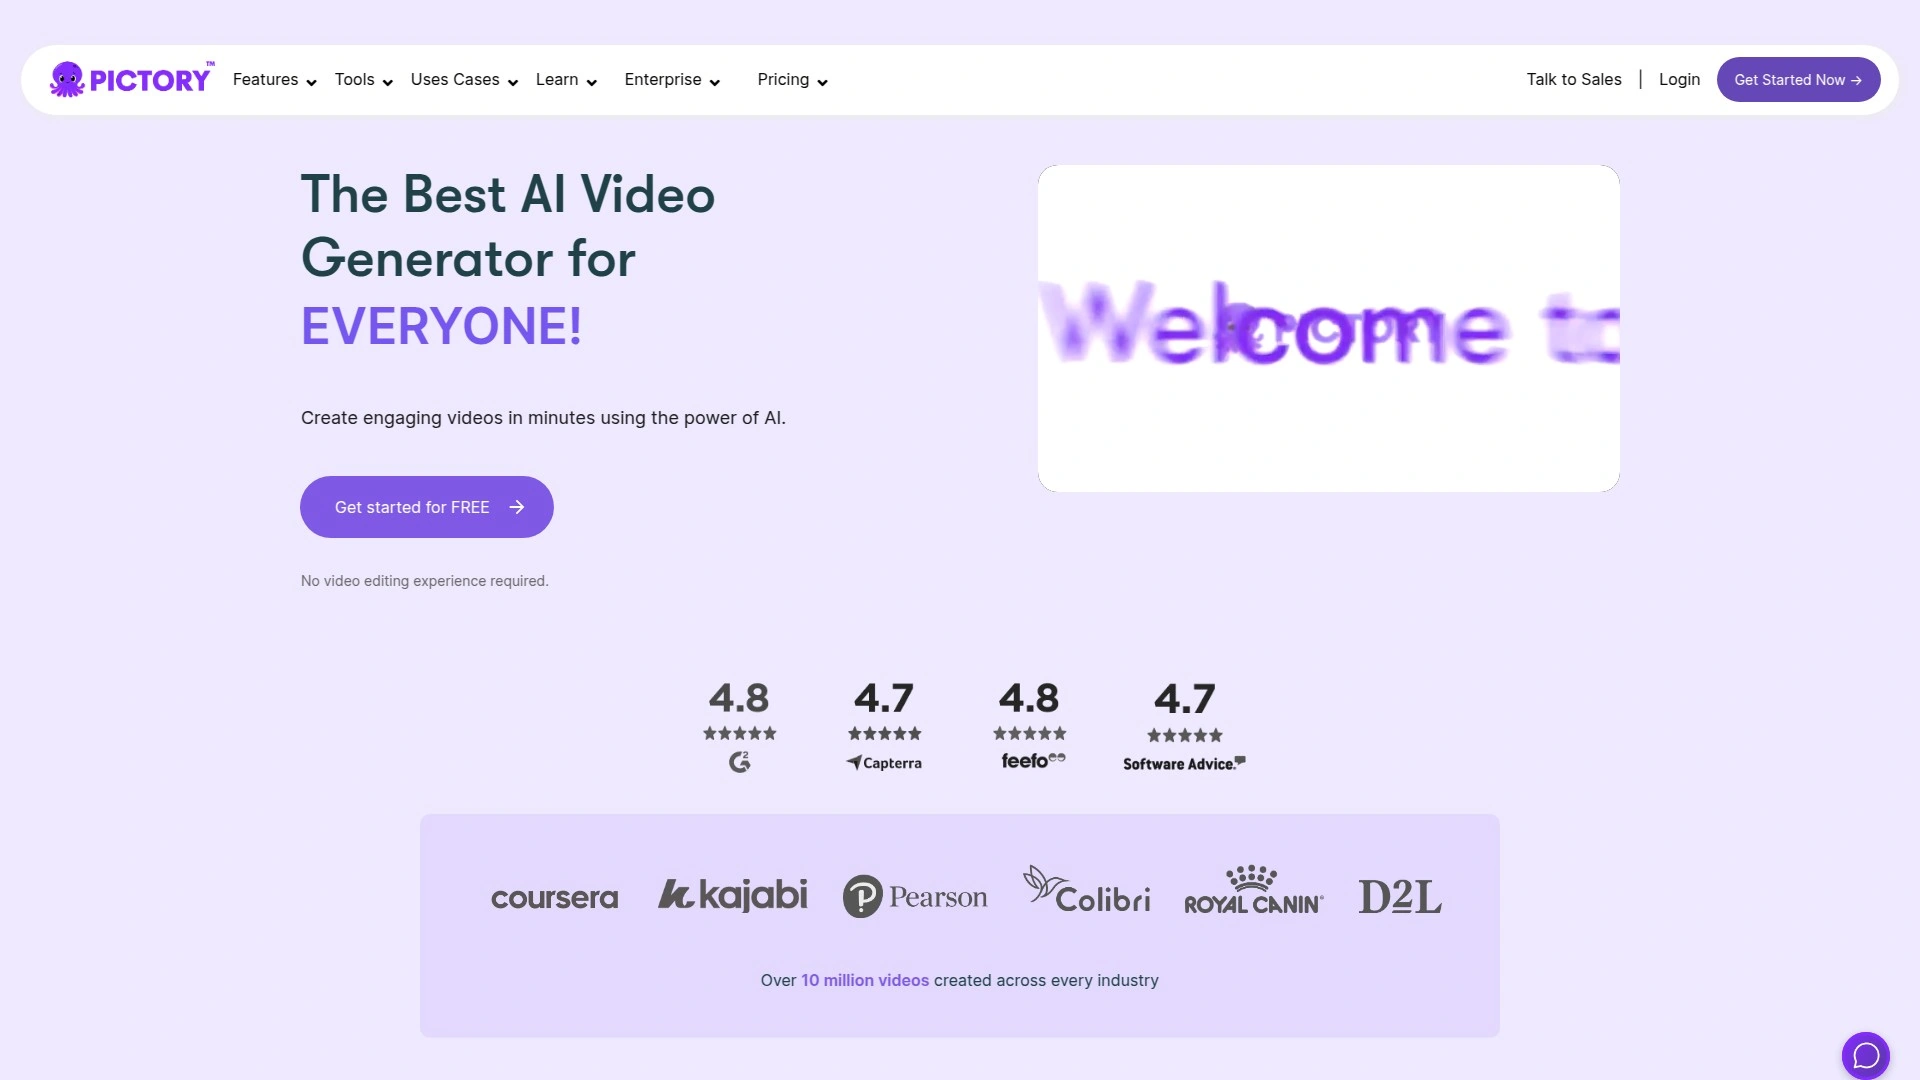 PICTORY™
Features
Tools
Uses Cases
Learn
Enterprise
Pricing
Talk to Sales | Login
Get Started Now →
The Best AI Video
Generator for
EVERYONE!
Create engaging videos in minutes using the power of AI.
Get started for FREE →
No video editing experience required.
Welcome to
PICTORY
4.8
G2
4.7
Capterra
4.8
feefo
4.7
Software Advice.
coursera
kajabi
Pearson
Colibri
ROYAL CANIN®
D2L
Over 10 million videos created across every industry